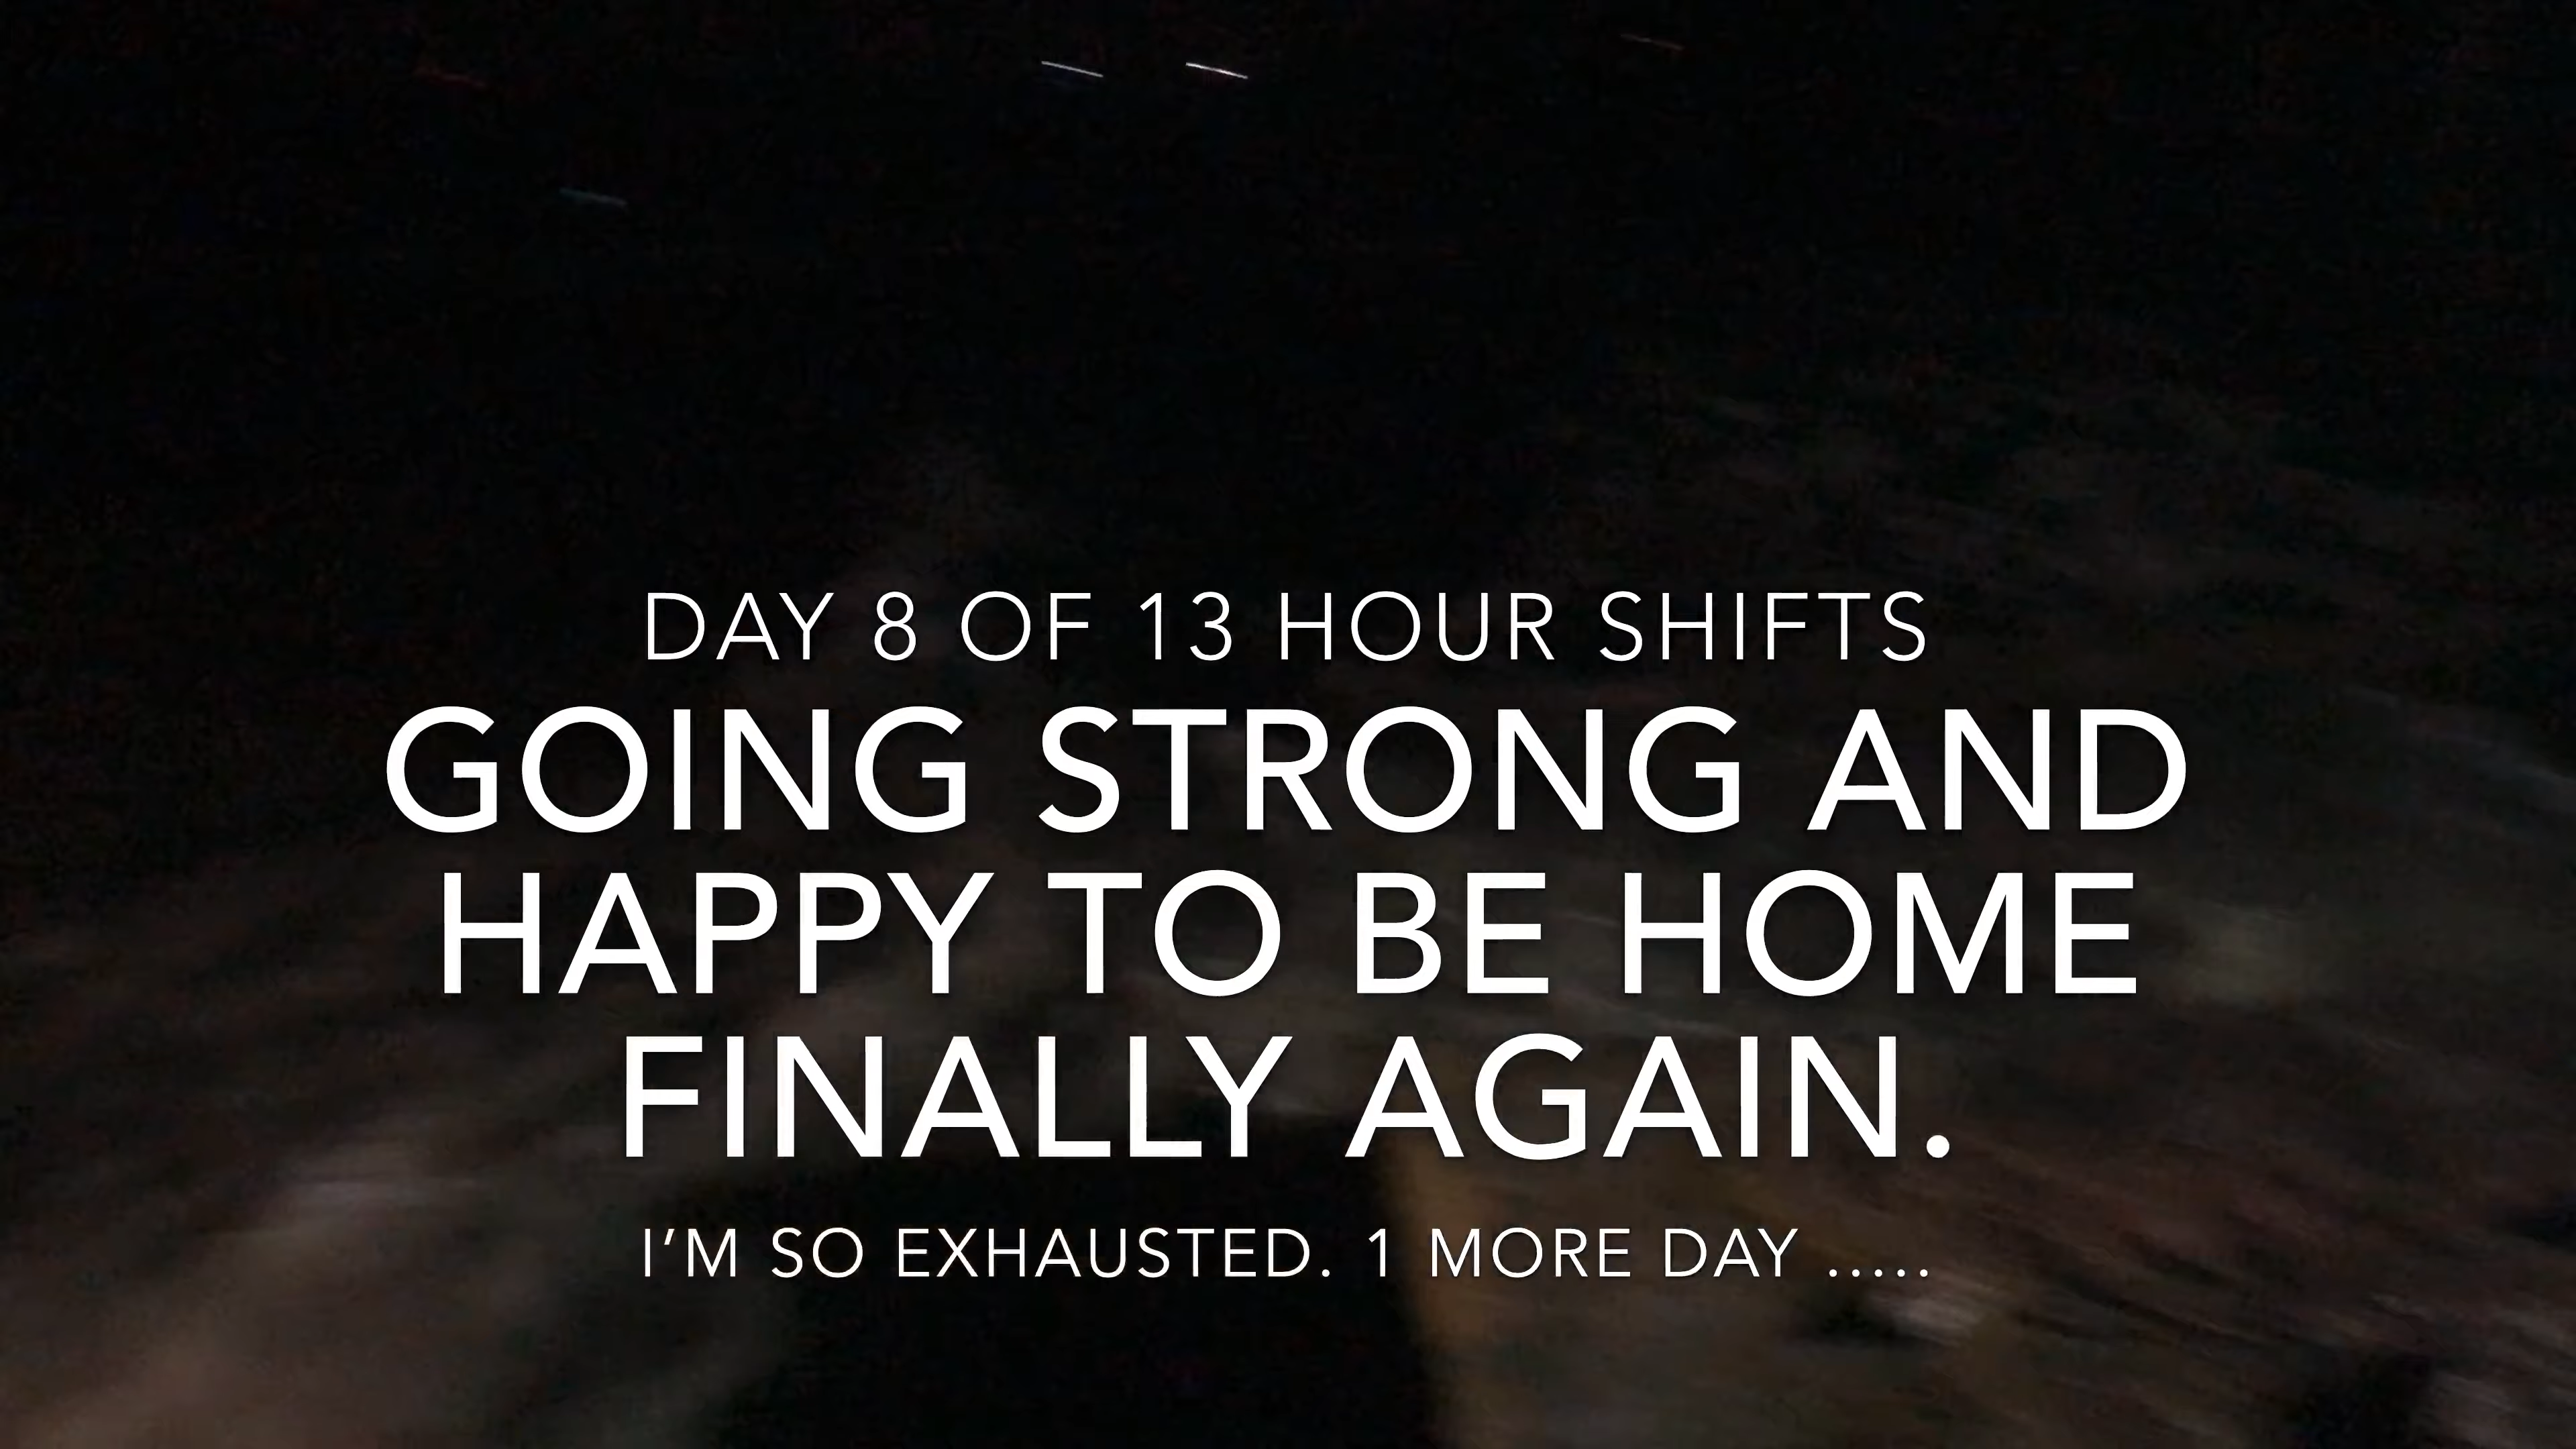 DAY 8 OF 13 HOUR SHIFTS
GOING STRONG AND
HAPPY TO BE HOME
FINALLY AGAIN.
I’M SO EXHAUSTED. 1 MORE DAY .....